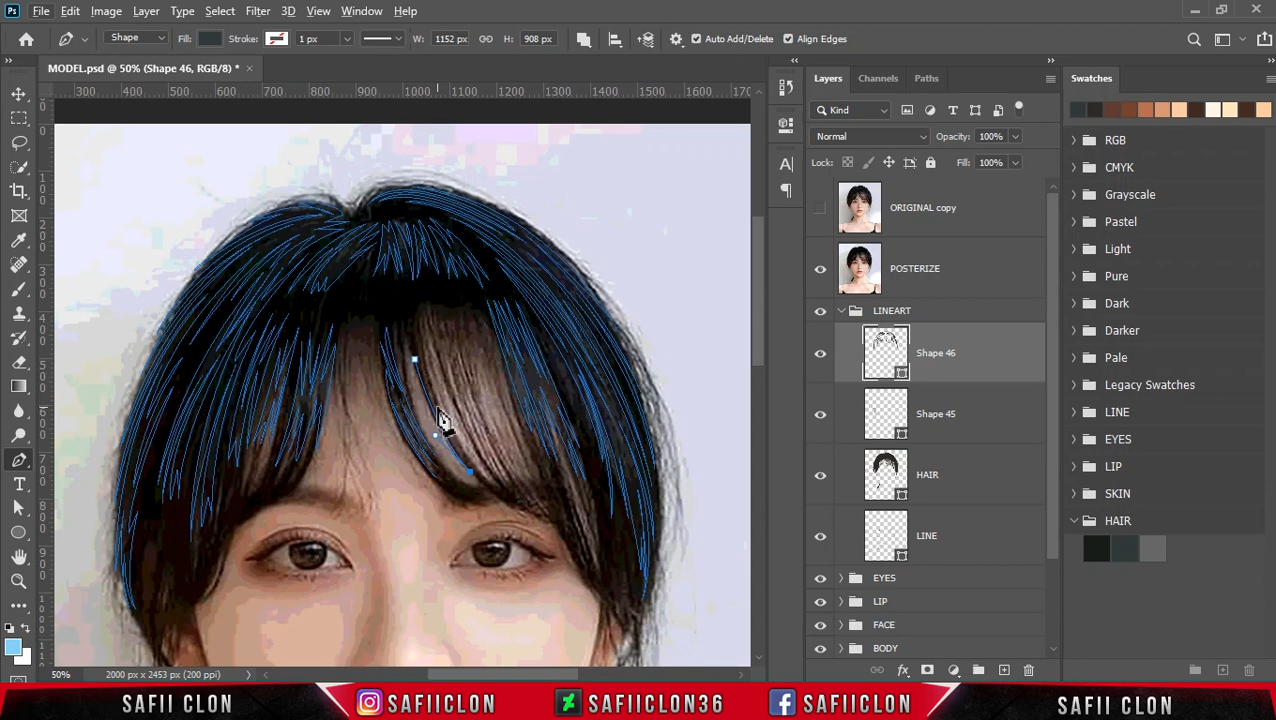 Ps File Edit Image Layer Type Select Filter 3D View Window Help
Shape Fill: Stroke: 1 px W: 1152 px H: 908 px Auto Add/Delete Align Edges
MODEL.psd @ 50% (Shape 46, RGB/8) *
300 400 500 600 700 800 900 1000 1100 1200 1300 1400 1500 1600 170
Layers Channels Paths
Swatches
Kind
Normal Opacity: 100%
Lock: Fill: 100%
ORIGINAL copy
POSTERIZE
LINEART
Shape 46
Shape 45
HAIR
LINE
EYES
LIP
FACE
BODY
RGB
CMYK
Grayscale
Pastel
Light
Pure
Dark
Darker
Pale
Legacy Swatches
LINE
EYES
LIP
SKIN
HAIR
50% 2000 px x 2453 px (200 ppi)
SAFII CLON SAFIICLON SAFIICLON36 SAFIICLON SAFII CLON